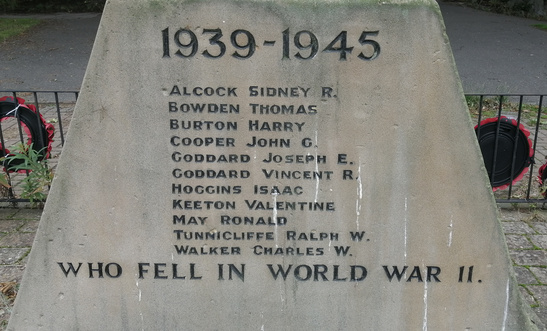 1939-1945
Alcock Sidney R.
Bowden Thomas
Burton Harry
Cooper John G.
Goddard Joseph E.
Goddard Vincent R.
Hoggins Isaac
Keeton Valentine
May Ronald
Tunnicliffe Ralph W.
Walker Charles W.
WHO FELL IN WORLD WAR II.